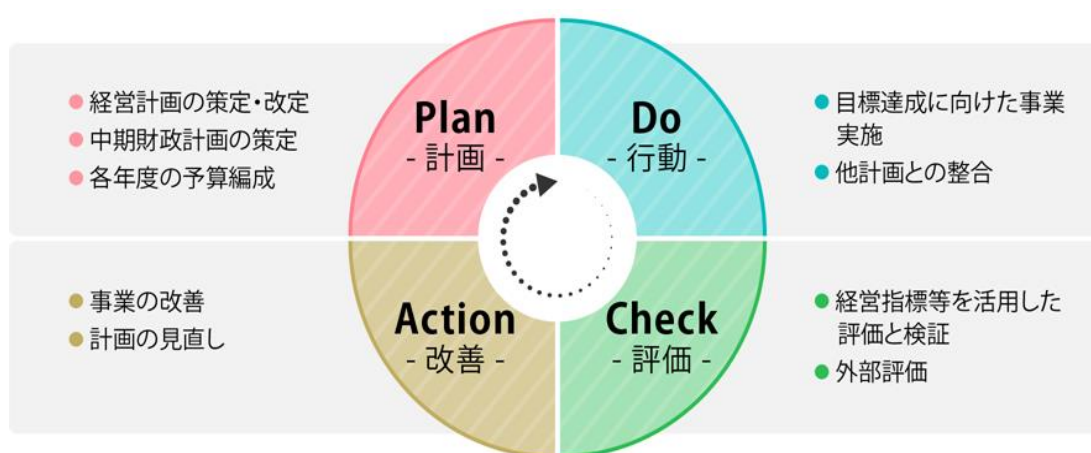 Plan
- 計画 -
● 経営計画の策定・改定
● 中期財政計画の策定
● 各年度の予算編成
Do
- 行動 -
● 目標達成に向けた事業
実施
● 他計画との整合
Check
- 評価 -
● 経営指標等を活用した
評価と検証
● 外部評価
Action
- 改善 -
● 事業の改善
● 計画の見直し